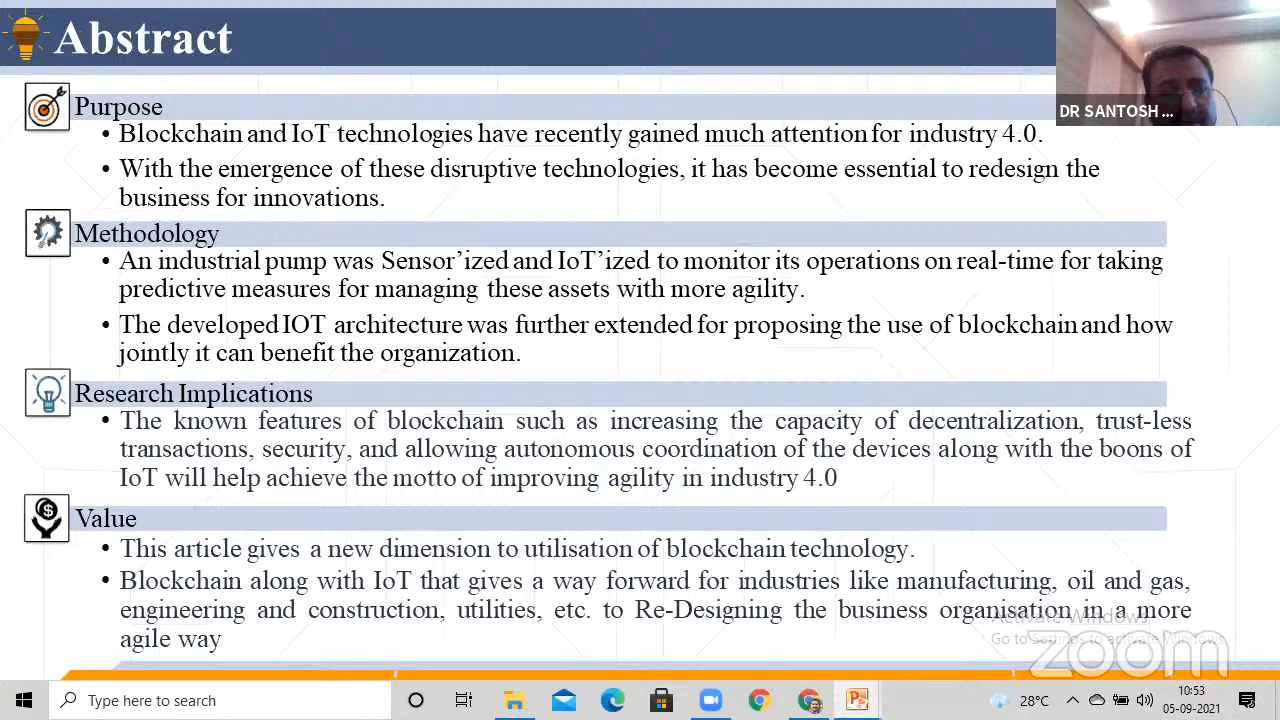 Abstract
DR SANTOSH ...
Purpose
• Blockchain and IoT technologies have recently gained much attention for industry 4.0.
• With the emergence of these disruptive technologies, it has become essential to redesign the
business for innovations.
Methodology
• An industrial pump was Sensor’ized and IoT’ized to monitor its operations on real-time for taking
predictive measures for managing these assets with more agility.
• The developed IOT architecture was further extended for proposing the use of blockchain and how
jointly it can benefit the organization.
Research Implications
• The known features of blockchain such as increasing the capacity of decentralization, trust-less
transactions, security, and allowing autonomous coordination of the devices along with the boons of
IoT will help achieve the motto of improving agility in industry 4.0
Value
• This article gives a new dimension to utilisation of blockchain technology.
• Blockchain along with IoT that gives a way forward for industries like manufacturing, oil and gas,
engineering and construction, utilities, etc. to Re-Designing the business organisation in a more
agile way
Activate Windows
Go to Settings to activate Windows.
zoom
Type here to search
28°C
10:53
05-09-2021